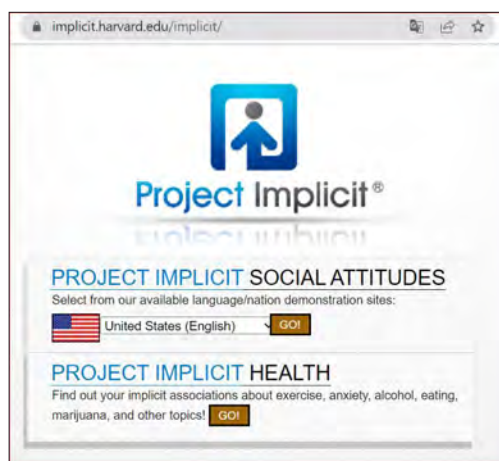 implicit.harvard.edu/implicit/
Project Implicit®
PROJECT IMPLICIT SOCIAL ATTITUDES
Select from our available language/nation demonstration sites:
United States (English) GO!
PROJECT IMPLICIT HEALTH
Find out your implicit associations about exercise, anxiety, alcohol, eating,
marijuana, and other topics! GO!